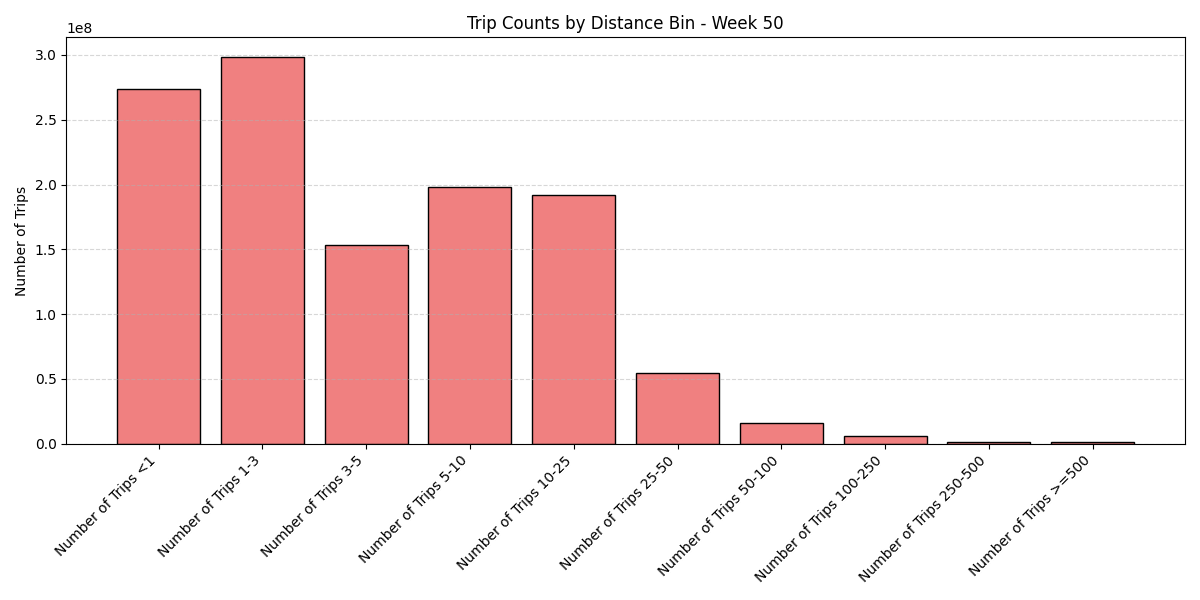 Trip Counts by Distance Bin - Week 50
1e8
3.0
2.5
2.0
1.5
1.0
0.5
0.0
Number of Trips
Number of Trips <1
Number of Trips 1-3
Number of Trips 3-5
Number of Trips 5-10
Number of Trips 10-25
Number of Trips 25-50
Number of Trips 50-100
Number of Trips 100-250
Number of Trips 250-500
Number of Trips >=500